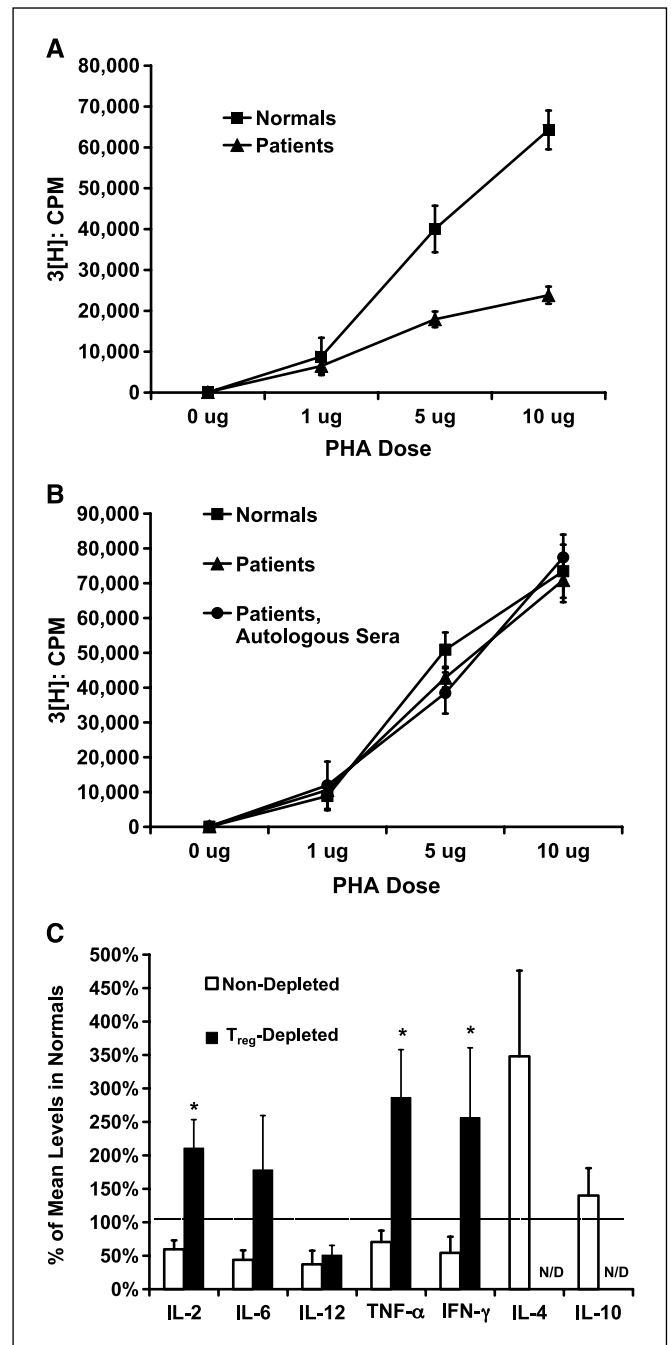 A
80,000
70,000
60,000
50,000
40,000
30,000
20,000
10,000
0
3[H]: CPM
Normals
Patients
0 ug 1 ug 5 ug 10 ug
PHA Dose
B
90,000
80,000
70,000
60,000
50,000
40,000
30,000
20,000
10,000
0
3[H]: CPM
Normals
Patients
Patients,
Autologous Sera
0 ug 1 ug 5 ug 10 ug
PHA Dose
C
500%
450%
400%
350%
300%
250%
200%
150%
100%
50%
0%
% of Mean Levels in Normals
Non-Depleted
Treg-Depleted
* * *
N/D N/D
IL-2 IL-6 IL-12 TNF-α IFN-γ IL-4 IL-10